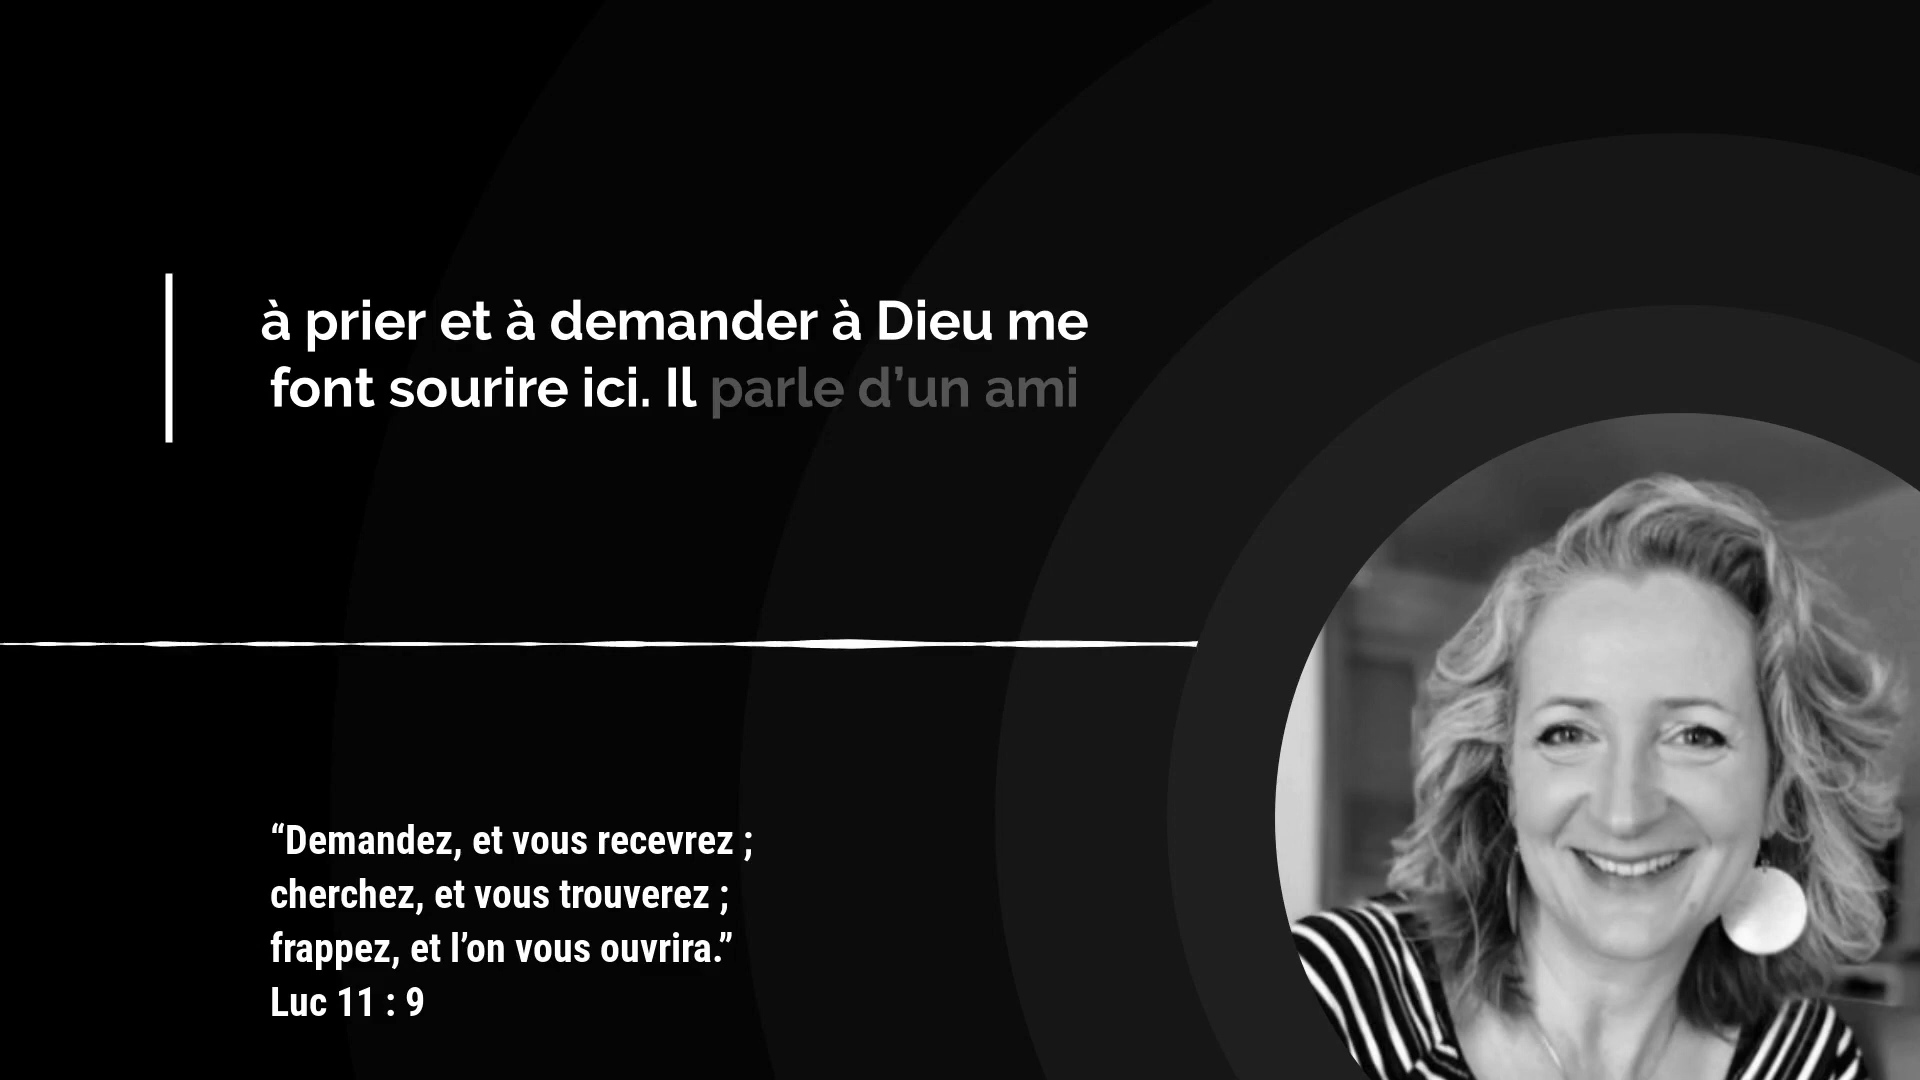 à prier et à demander à Dieu me
font sourire ici. Il parle d’un ami
“Demandez, et vous recevrez ;
cherchez, et vous trouverez ;
frappez, et l’on vous ouvrira.”
Luc 11 : 9